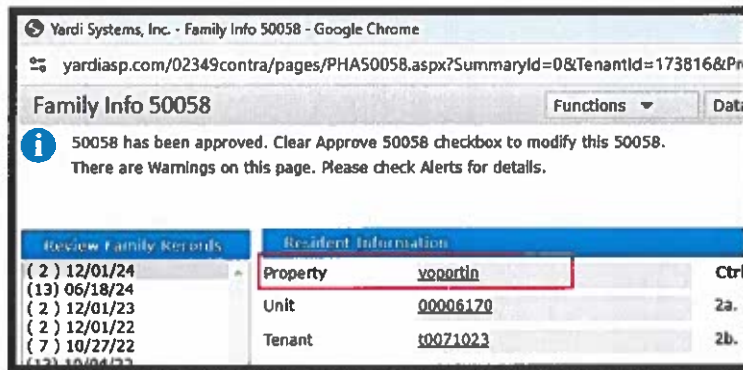 Yardi Systems, Inc. - Family Info 50058 - Google Chrome
yardiasp.com/02349contra/pages/PHA50058.aspx?SummaryId=0&TenantId=173816&Pr
Family Info 50058 Functions Data
50058 has been approved. Clear Approve 50058 checkbox to modify this 50058.
There are Warnings on this page. Please check Alerts for details.
Review Family Records Resident Information
( 2 ) 12/01/24 Property voportin Ctrl
(13) 06/18/24
( 2 ) 12/01/23 Unit 00006170 2a.
( 2 ) 12/01/22
( 7 ) 10/27/22 Tenant t0071023 2b.